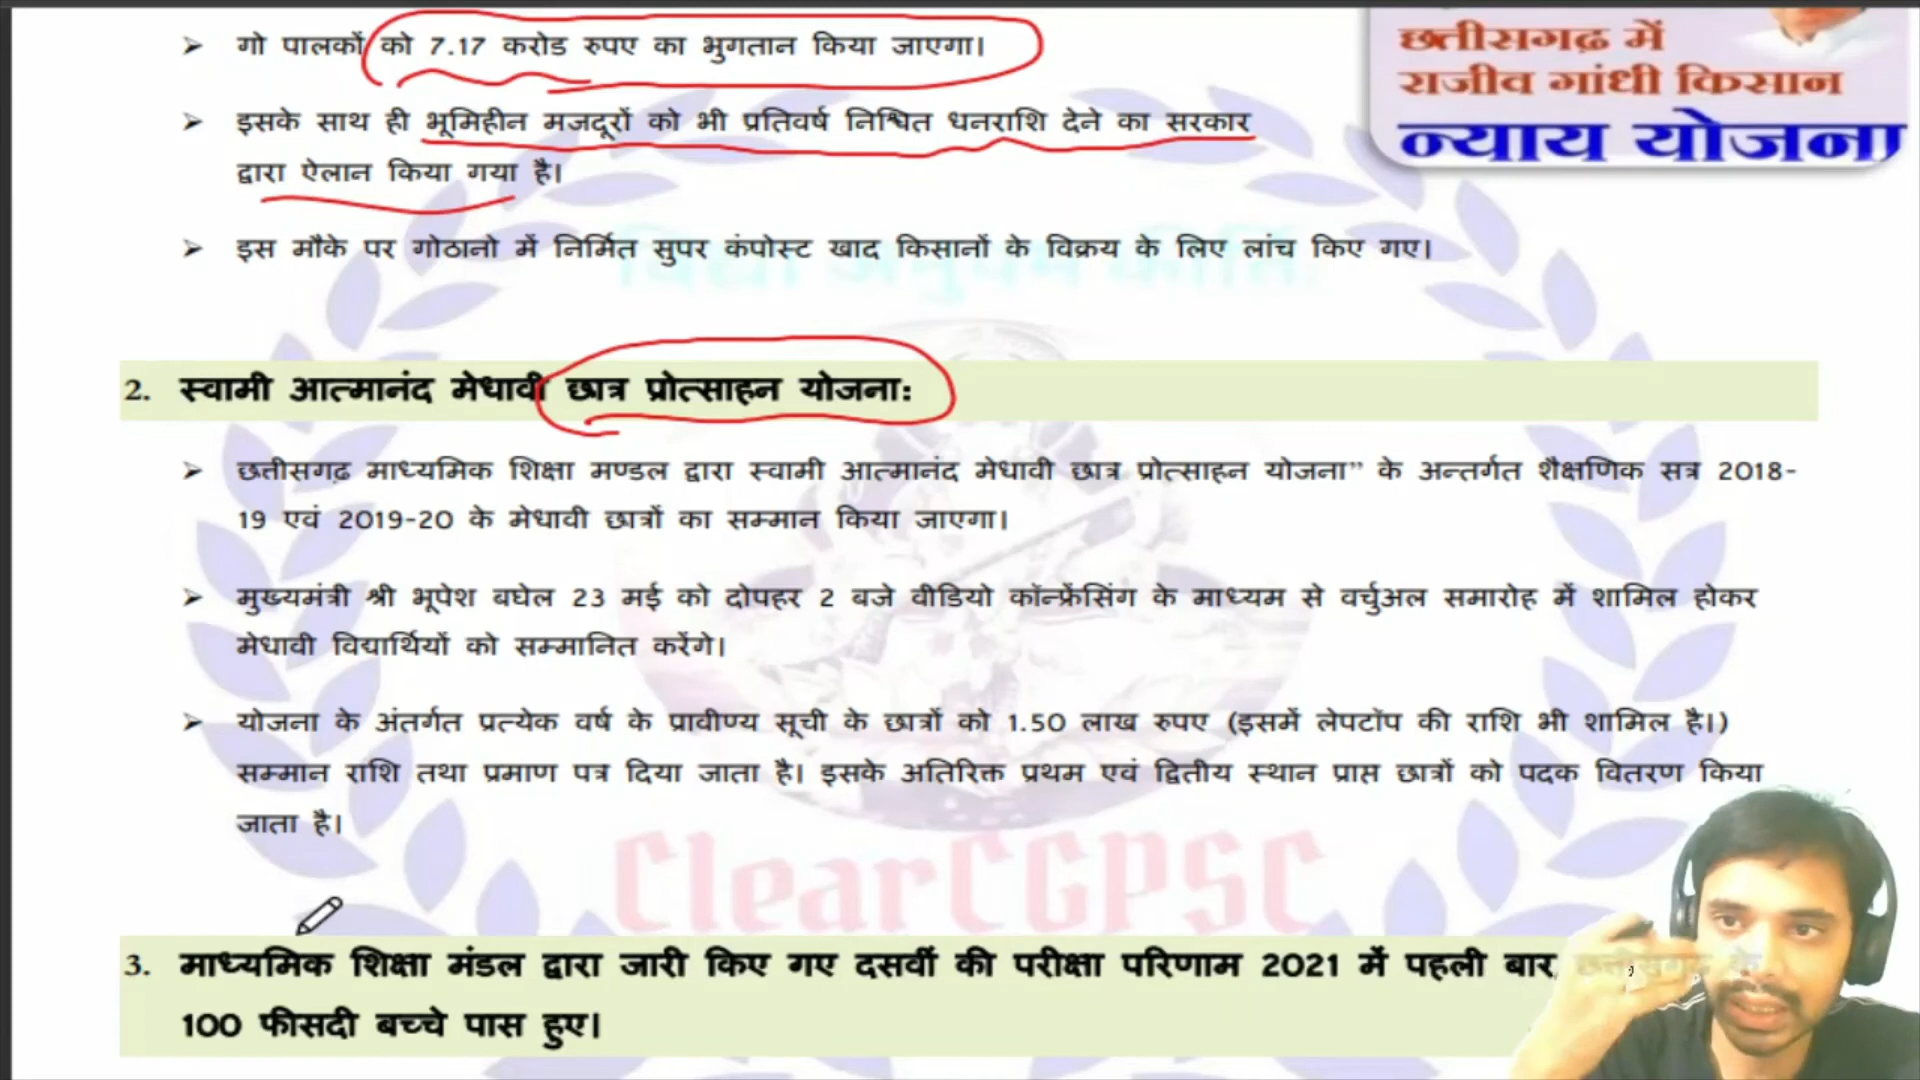 ➢ गो पालकों को 7.17 करोड रुपए का भुगतान किया जाएगा।
छत्तीसगढ़ में
राजीव गांधी किसान
न्याय योजना
➢ इसके साथ ही भूमिहीन मजदूरों को भी प्रतिवर्ष निश्चित धनराशि देने का सरकार
द्वारा ऐलान किया गया है।
➢ इस मौके पर गोठानो में निर्मित सुपर कंपोस्ट खाद किसानों के विक्रय के लिए लांच किए गए।
2. स्वामी आत्मानंद मेधावी छात्र प्रोत्साहन योजना:
➢ छत्तीसगढ़ माध्यमिक शिक्षा मण्डल द्वारा स्वामी आत्मानंद मेधावी छात्र प्रोत्साहन योजना” के अन्तर्गत शैक्षणिक सत्र 2018-
19 एवं 2019-20 के मेधावी छात्रों का सम्मान किया जाएगा।
➢ मुख्यमंत्री श्री भूपेश बघेल 23 मई को दोपहर 2 बजे वीडियो कॉन्फ्रेंसिंग के माध्यम से वर्चुअल समारोह में शामिल होकर
मेधावी विद्यार्थियों को सम्मानित करेंगे।
➢ योजना के अंतर्गत प्रत्येक वर्ष के प्रावीण्य सूची के छात्रों को 1.50 लाख रुपए (इसमें लेपटॉप की राशि भी शामिल है।)
सम्मान राशि तथा प्रमाण पत्र दिया जाता है। इसके अतिरिक्त प्रथम एवं द्वितीय स्थान प्राप्त छात्रों को पदक वितरण किया
जाता है।
ClearCGPSC
3. माध्यमिक शिक्षा मंडल द्वारा जारी किए गए दसवीं की परीक्षा परिणाम 2021 में पहली बार
100 फीसदी बच्चे पास हुए।